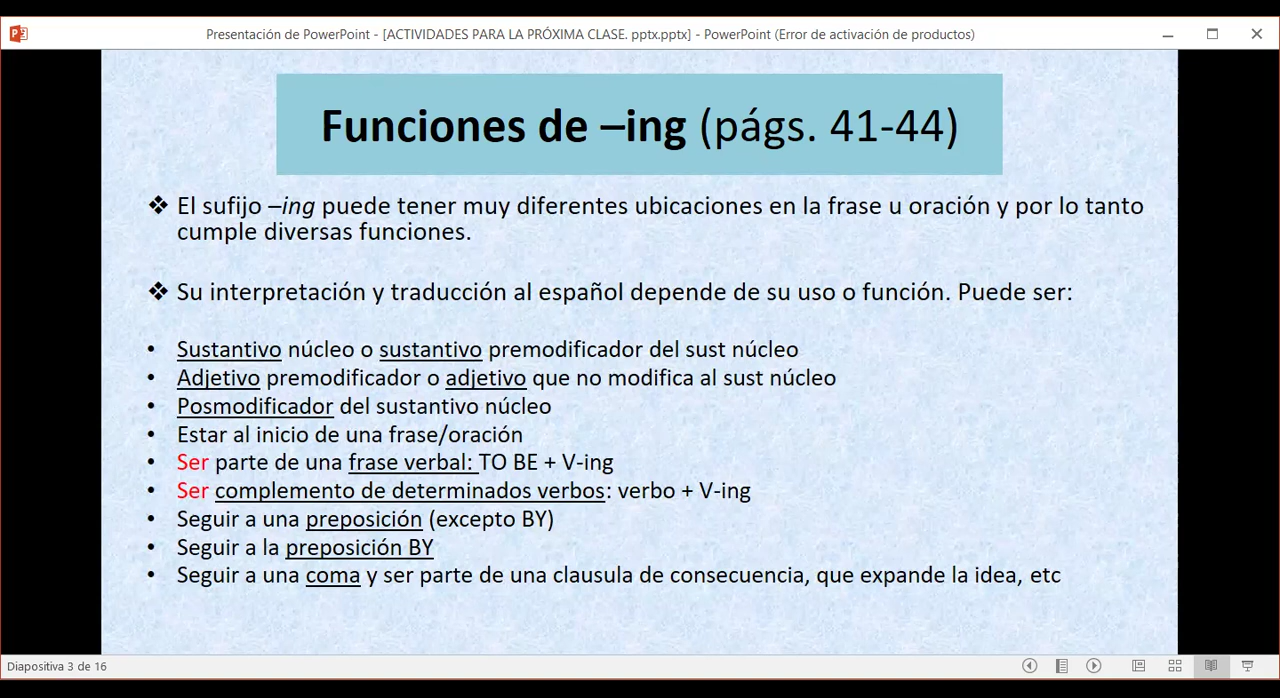 Presentación de PowerPoint - [ACTIVIDADES PARA LA PRÓXIMA CLASE. pptx.pptx] - PowerPoint (Error de activación de productos)
Funciones de –ing (págs. 41-44)
❖ El sufijo –ing puede tener muy diferentes ubicaciones en la frase u oración y por lo tanto
cumple diversas funciones.
❖ Su interpretación y traducción al español depende de su uso o función. Puede ser:
• Sustantivo núcleo o sustantivo premodificador del sust núcleo
• Adjetivo premodificador o adjetivo que no modifica al sust núcleo
• Posmodificador del sustantivo núcleo
• Estar al inicio de una frase/oración
• Ser parte de una frase verbal: TO BE + V-ing
• Ser complemento de determinados verbos: verbo + V-ing
• Seguir a una preposición (excepto BY)
• Seguir a la preposición BY
• Seguir a una coma y ser parte de una clausula de consecuencia, que expande la idea, etc
Diapositiva 3 de 16